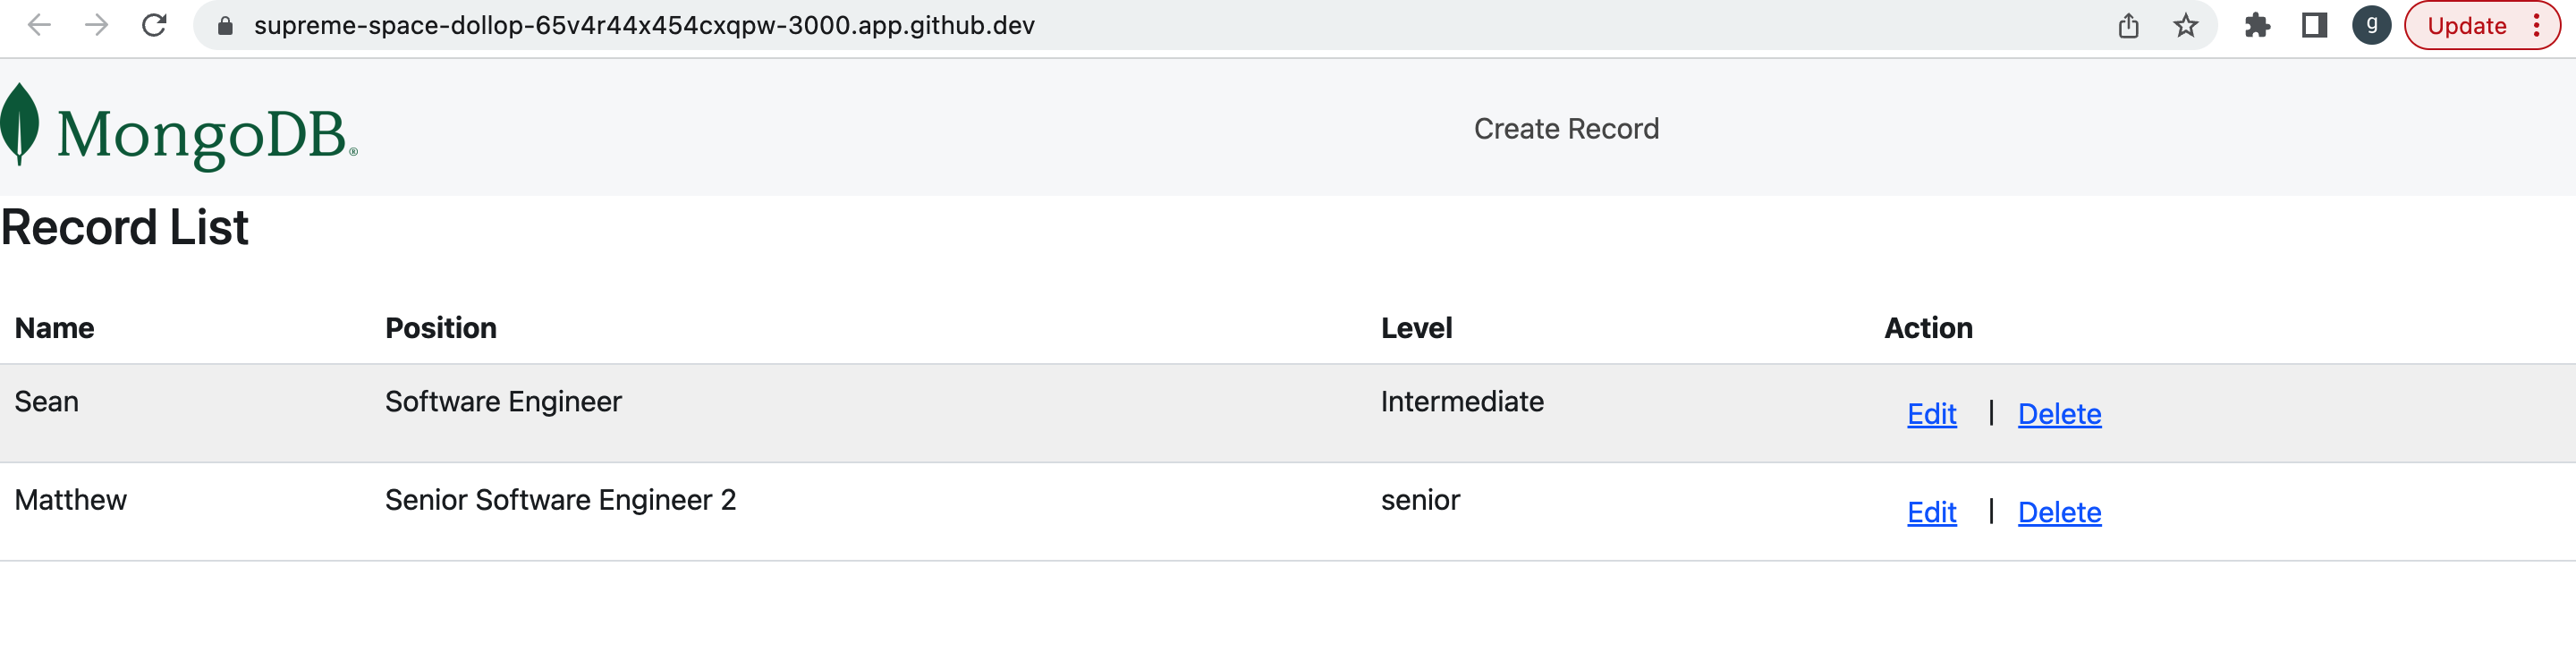 supreme-space-dollop-65v4r44x454cxqpw-3000.app.github.dev g Update
MongoDB® Create Record
Record List
Name Position Level Action
Sean Software Engineer Intermediate Edit | Delete
Matthew Senior Software Engineer 2 senior Edit | Delete